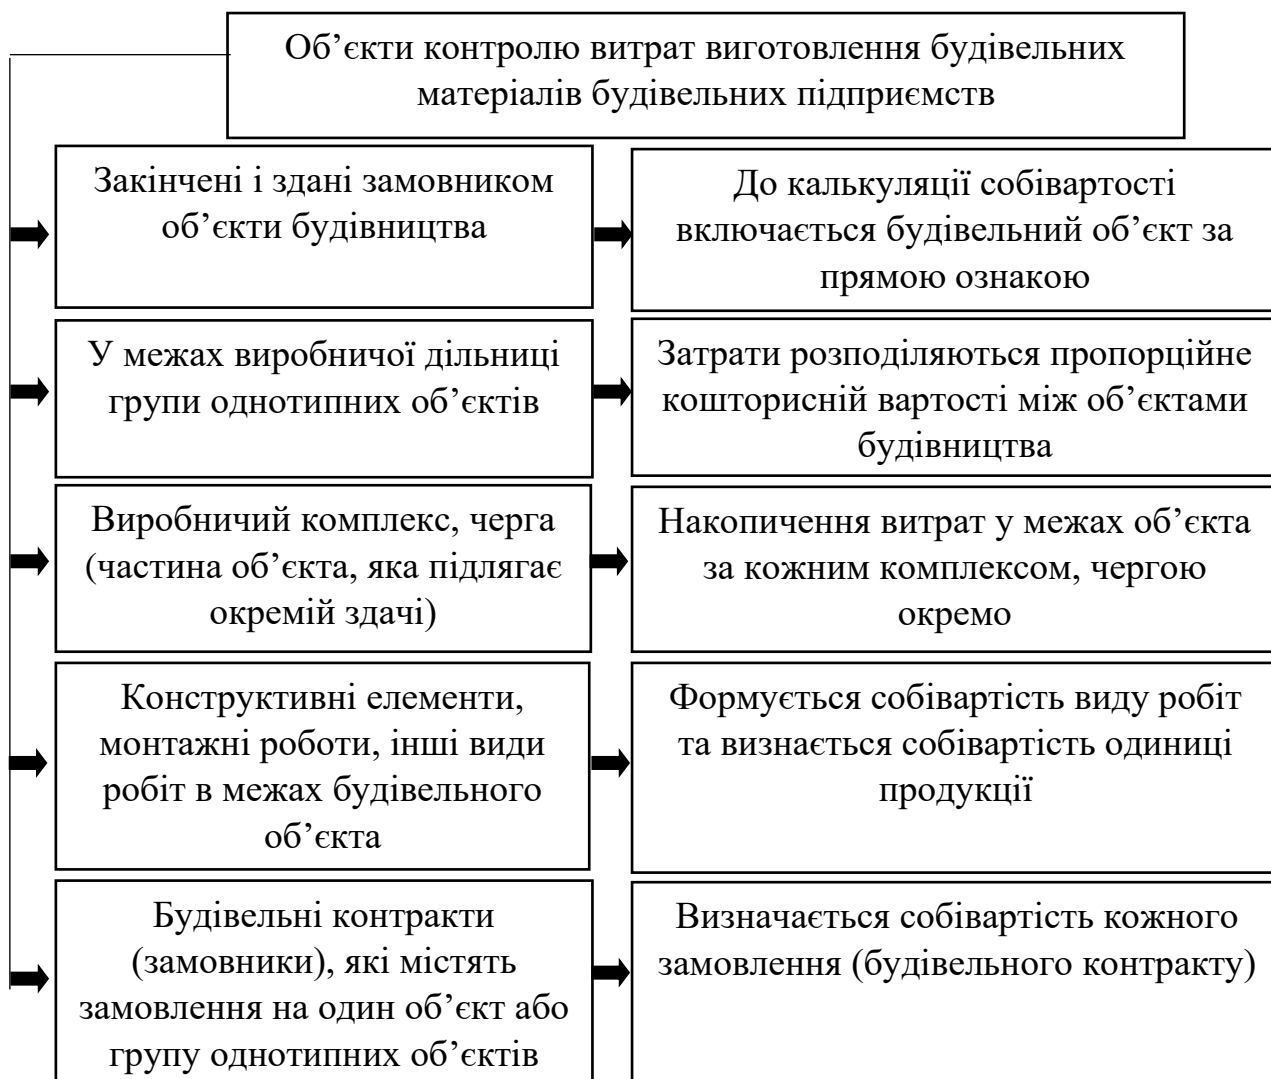 Об’єкти контролю витрат виготовлення будівельних
матеріалів будівельних підприємств
Закінчені і здані замовником
об’єкти будівництва
До калькуляції собівартості
включається будівельний об’єкт за
прямою ознакою
У межах виробничої дільниці
групи однотипних об’єктів
Затрати розподіляються пропорційне
кошторисній вартості між об’єктами
будівництва
Виробничий комплекс, черга
(частина об’єкта, яка підлягає
окремій здачі)
Накопичення витрат у межах об’єкта
за кожним комплексом, чергою
окремо
Конструктивні елементи,
монтажні роботи, інші види
робіт в межах будівельного
об’єкта
Формується собівартість виду робіт
та визнається собівартість одиниці
продукції
Будівельні контракти
(замовники), які містять
замовлення на один об’єкт або
групу однотипних об’єктів
Визначається собівартість кожного
замовлення (будівельного контракту)